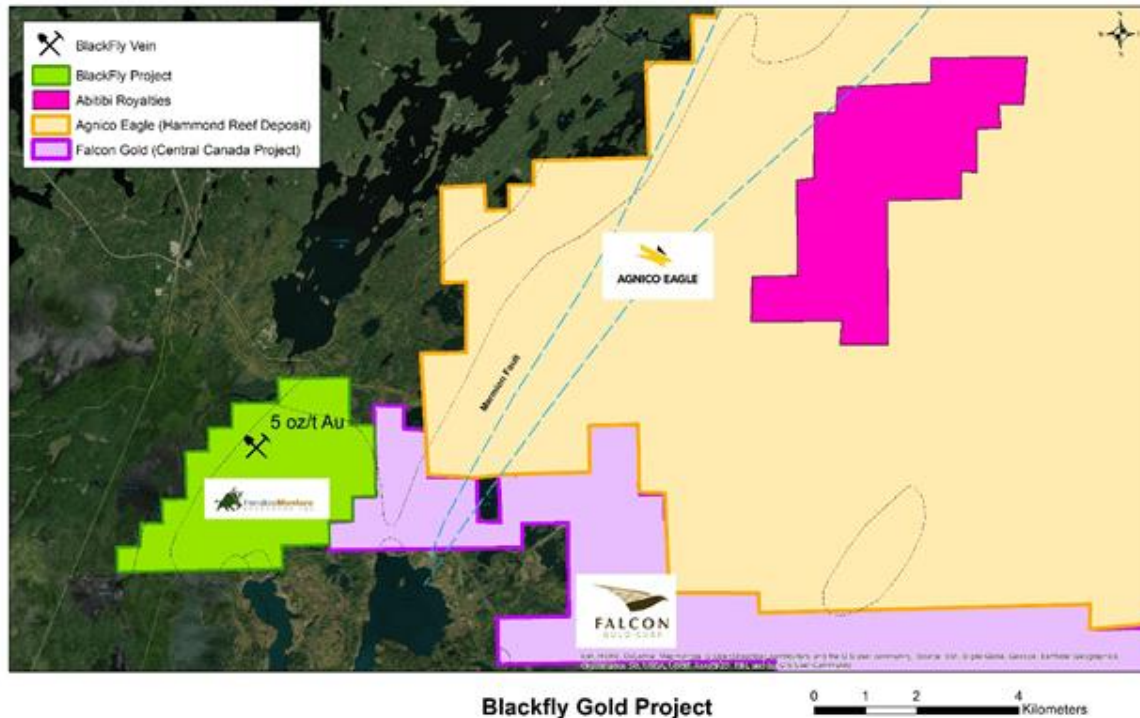 BlackFly Vein
BlackFly Project
Abitibi Royalties
Agnico Eagle (Hammond Reef Deposit)
Falcon Gold (Central Canada Project)
AGNICO EAGLE
Marmion Fault
5 oz/t Au
FALCON
GOLD CORP
Blackfly Gold Project
0 1 2 4
Kilometers